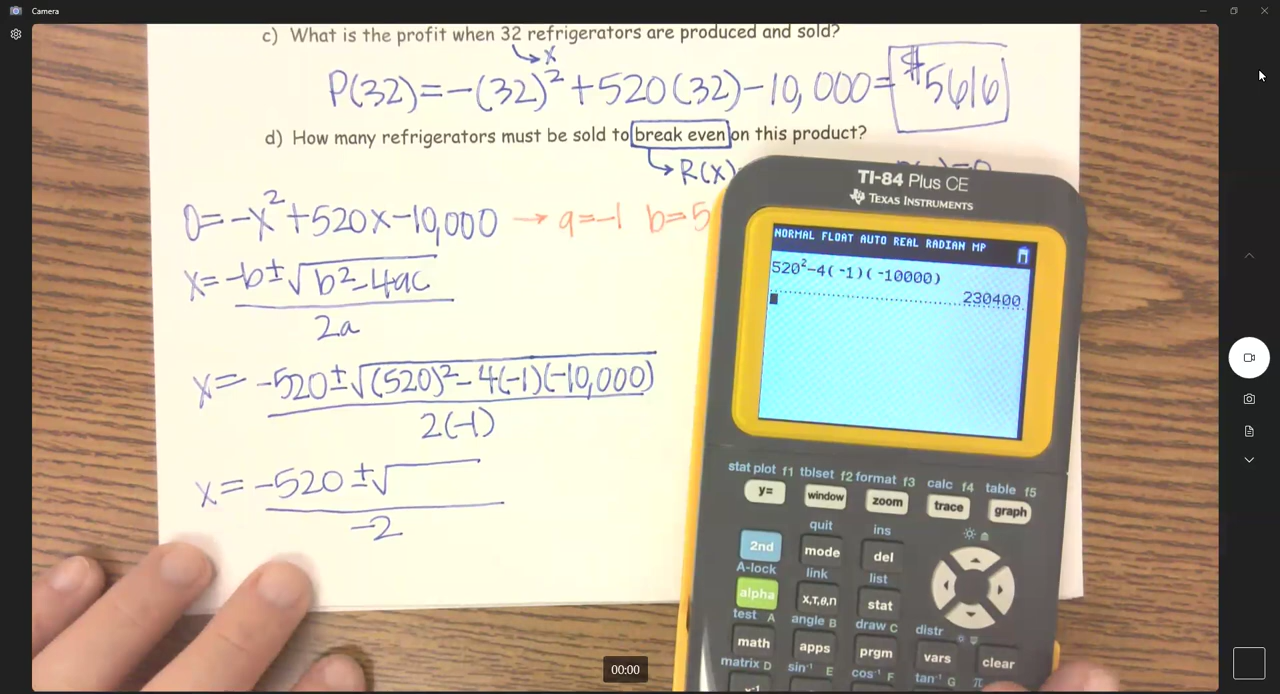 Camera
c) What is the profit when 32 refrigerators are produced and sold?
x
P(32)=-(32)²+520(32)-10,000=$5616
d) How many refrigerators must be sold to break even on this product?
R(x)
0=-x²+520x-10,000 → a=-1 b=5
x=-b±√b²-4ac
2a
x=-520±√(520)²-4(-1)(-10,000)
2(-1)
x=-520±√
-2
TI-84 Plus CE
TEXAS INSTRUMENTS
NORMAL FLOAT AUTO REAL RADIAN MP
520²-4(-1)(-10000)
230400
stat plot f1 tblset f2 format f3 calc f4 table f5
y= window zoom trace graph
quit ins
2nd mode del
A-lock link list
alpha X,T,θ,n stat
test A angle B draw C distr
math apps prgm vars clear
matrix D sin⁻¹ E cos⁻¹ F tan⁻¹ G π
x⁻¹
00:00